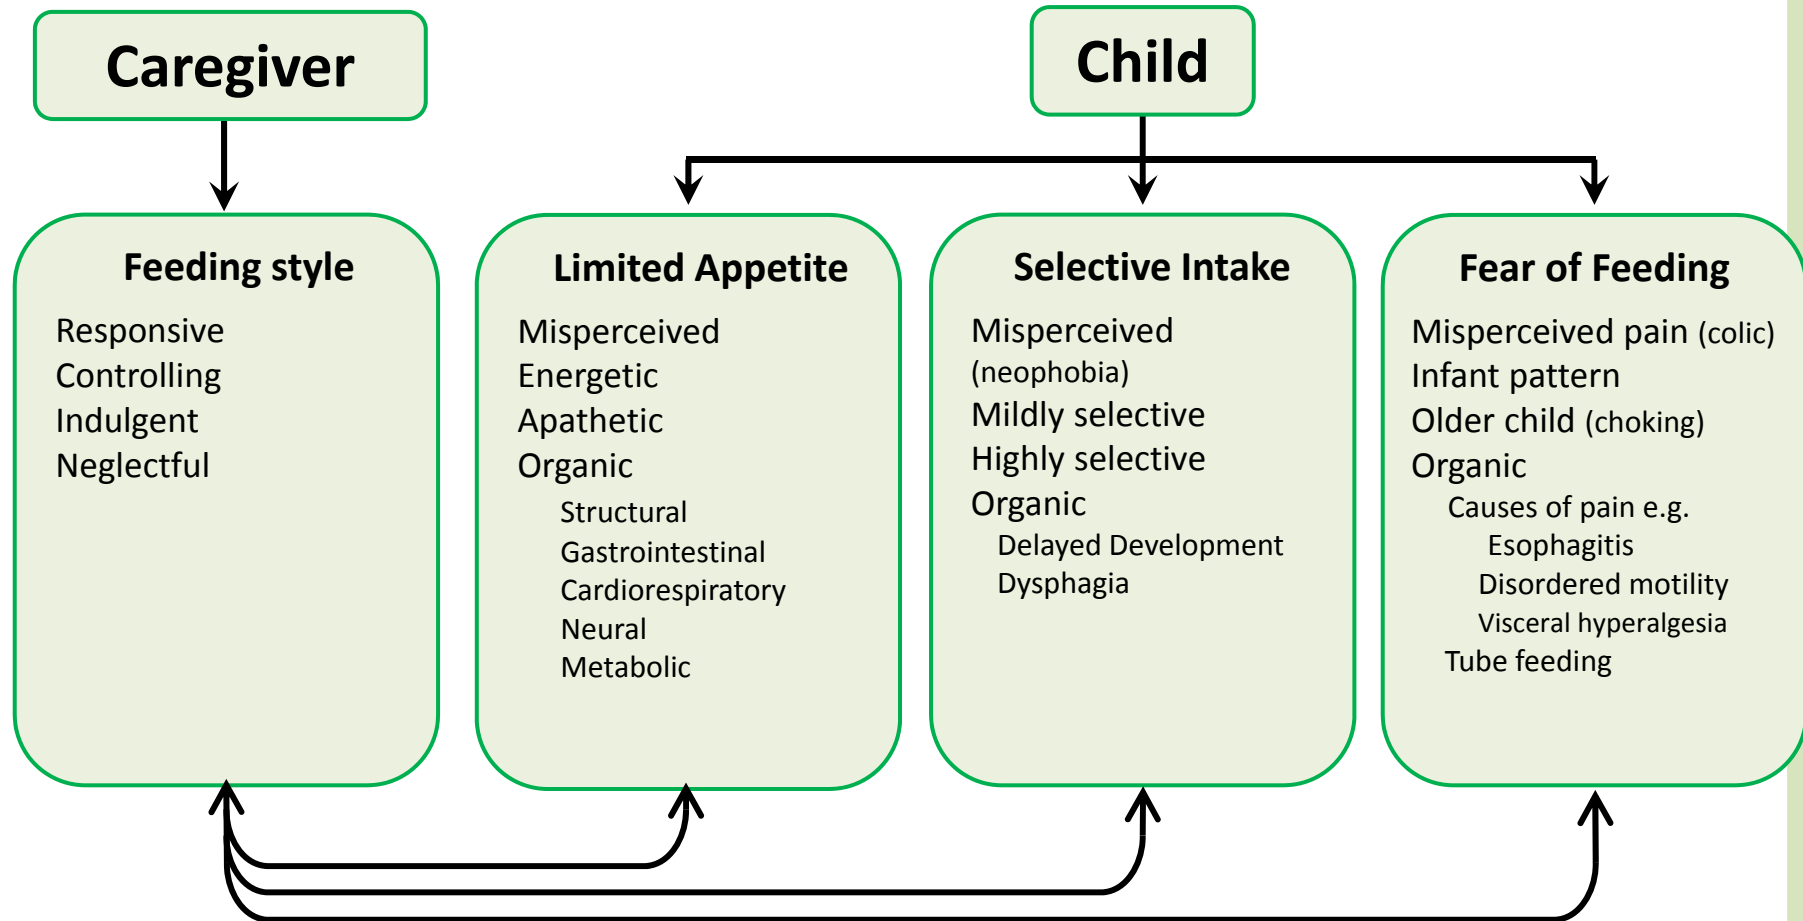 Caregiver
Child
Feeding style
Responsive
Controlling
Indulgent
Neglectful
Limited Appetite
Misperceived
Energetic
Apathetic
Organic
Structural
Gastrointestinal
Cardiorespiratory
Neural
Metabolic
Selective Intake
Misperceived
(neophobia)
Mildly selective
Highly selective
Organic
Delayed Development
Dysphagia
Fear of Feeding
Misperceived pain (colic)
Infant pattern
Older child (choking)
Organic
Causes of pain e.g.
Esophagitis
Disordered motility
Visceral hyperalgesia
Tube feeding